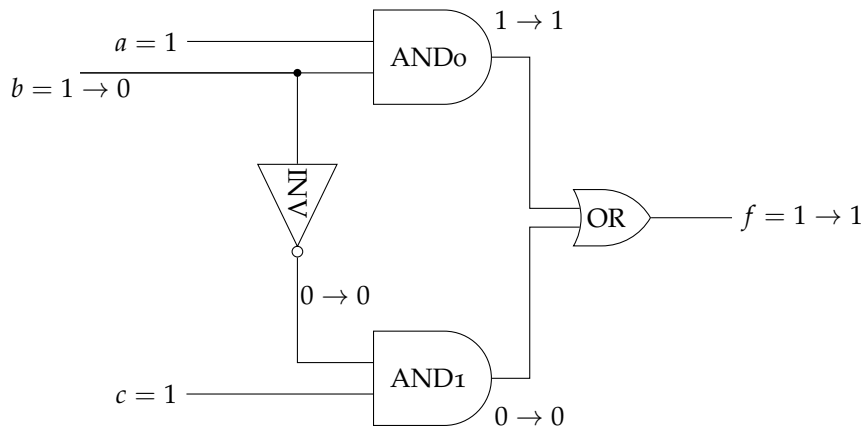 1 → 1
a = 1
AND0
b = 1 → 0
INV
OR
f = 1 → 1
0 → 0
AND1
c = 1
0 → 0